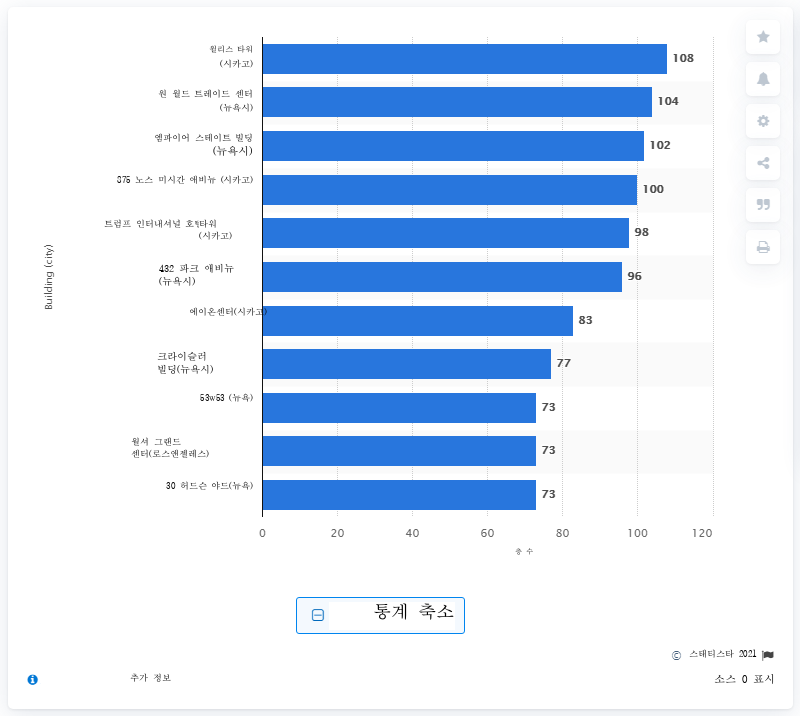 윌리스 타워
(시카고)
108
원 월드 트레이드 센터
(뉴욕시)
104
엠파이어 스테이트 빌딩
(뉴욕시)
102
875 노스 미시간 애비뉴 (시카고)
100
트럼프 인터내셔널 호텔타워
(시카고)
98
432 파크 애비뉴
(뉴욕시)
96
에이온센터(시카고)
83
크라이슬러
빌딩(뉴욕시)
77
53w53 (뉴욕)
73
윌셔 그랜드
센터(로스앤젤레스)
73
30 허드슨 야드(뉴욕)
73
Building (city)
0 20 40 60 80 100 120
층 수
통계 축소
© 스태티스타 2021
추가 정보
소스 0 표시